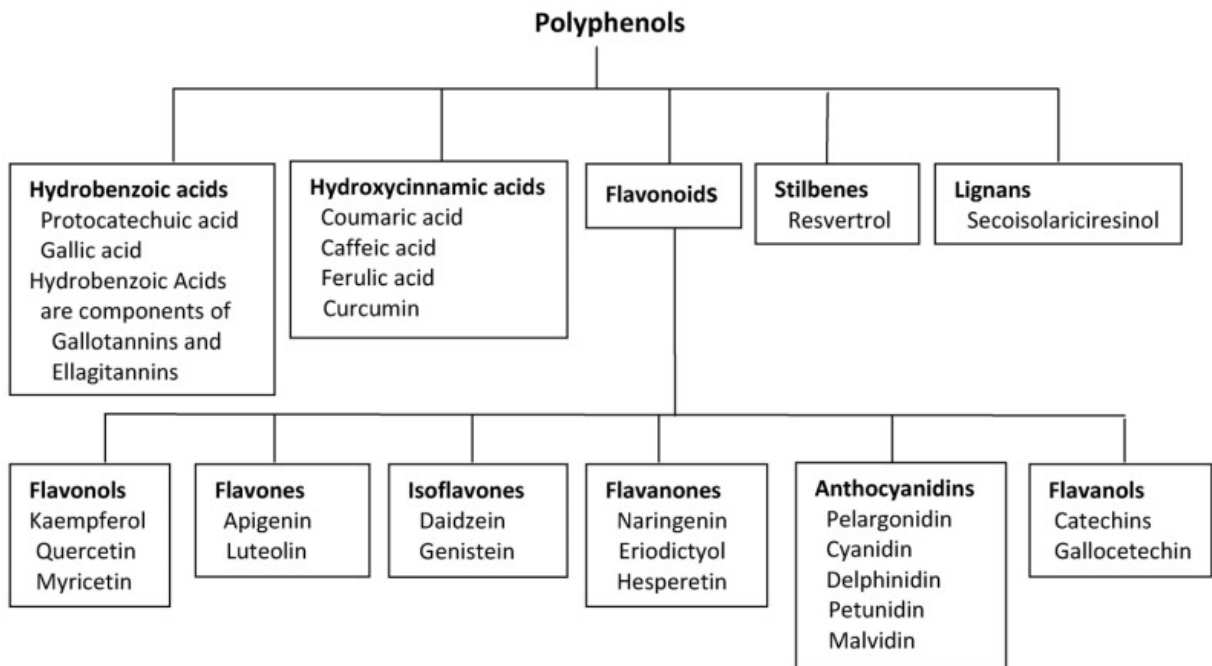 Polyphenols
Hydrobenzoic acids
Protocatechuic acid
Gallic acid
Hydrobenzoic Acids
are components of
Gallotannins and
Ellagitannins
Hydroxycinnamic acids
Coumaric acid
Caffeic acid
Ferulic acid
Curcumin
Flavonoids
Stilbenes
Resvertrol
Lignans
Secoisolariciresinol
Flavonols
Kaempferol
Quercetin
Myricetin
Flavones
Apigenin
Luteolin
Isoflavones
Daidzein
Genistein
Flavanones
Naringenin
Eriodictyol
Hesperetin
Anthocyanidins
Pelargonidin
Cyanidin
Delphinidin
Petunidin
Malvidin
Flavanols
Catechins
Gallocetechin